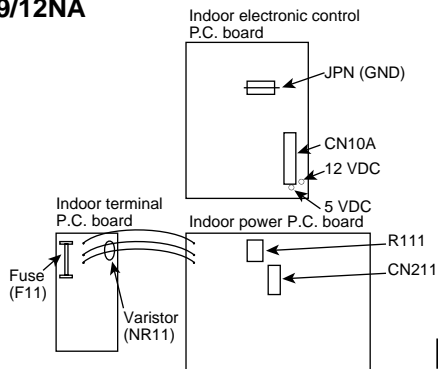 9/12NA
Indoor electronic control
P.C. board
JPN (GND)
CN10A
12 VDC
5 VDC
Indoor terminal
P.C. board
Indoor power P.C. board
R111
CN211
Fuse
(F11)
Varistor
(NR11)